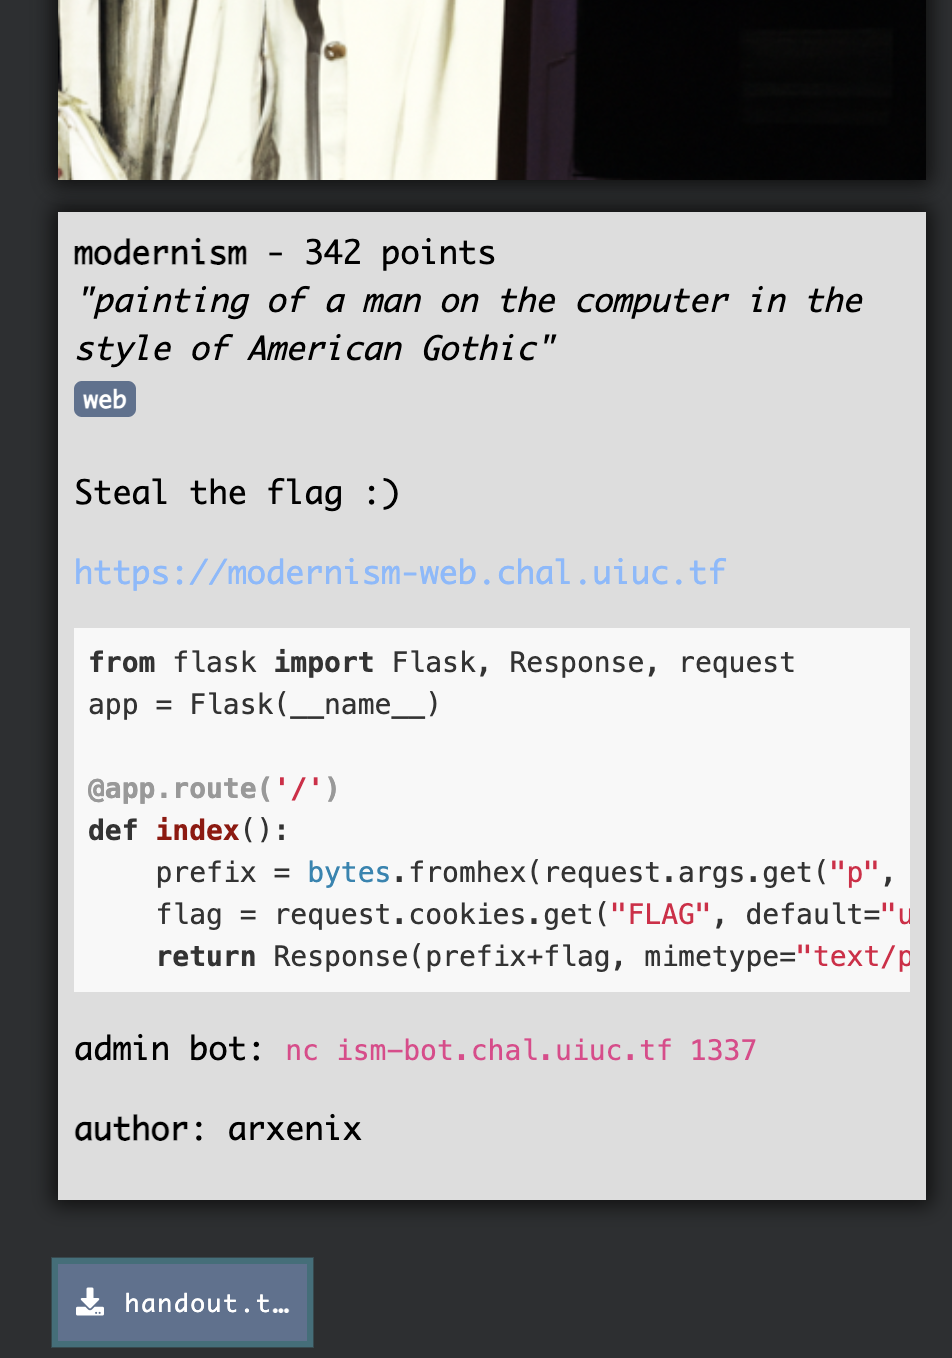 modernism - 342 points
"painting of a man on the computer in the
style of American Gothic"
web
Steal the flag :)
https://modernism-web.chal.uiuc.tf
from flask import Flask, Response, request
app = Flask(__name__)
@app.route('/')
def index():
    prefix = bytes.fromhex(request.args.get("p",
    flag = request.cookies.get("FLAG", default="u
    return Response(prefix+flag, mimetype="text/p
admin bot: nc ism-bot.chal.uiuc.tf 1337
author: arxenix
handout.t…